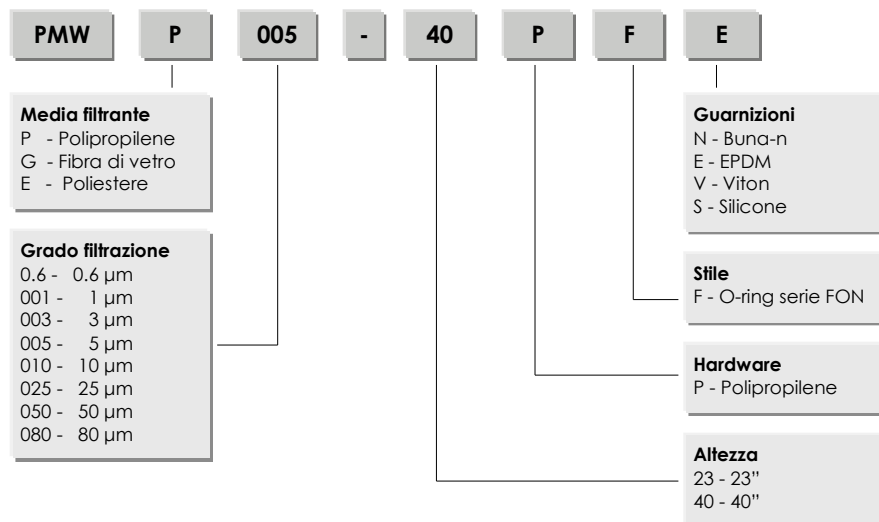 PMW P 005 - 40 P F E
Media filtrante
P - Polipropilene
G - Fibra di vetro
E - Poliestere
Grado filtrazione
0.6 - 0.6 µm
001 - 1 µm
003 - 3 µm
005 - 5 µm
010 - 10 µm
025 - 25 µm
050 - 50 µm
080 - 80 µm
Guarnizioni
N - Buna-n
E - EPDM
V - Viton
S - Silicone
Stile
F - O-ring serie FON
Hardware
P - Polipropilene
Altezza
23 - 23”
40 - 40”